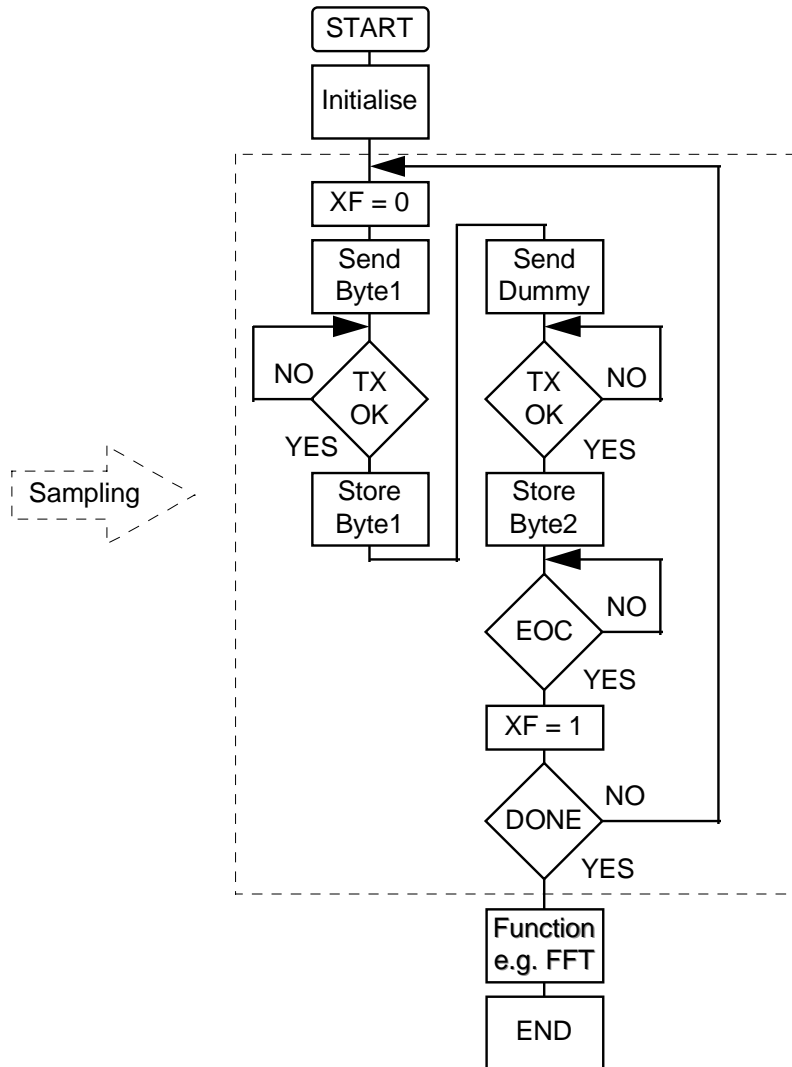 START
Initialise
XF = 0
Send
Byte1
NO
TX
OK
YES
Store
Byte1
Send
Dummy
TX
OK
NO
YES
Store
Byte2
EOC
NO
YES
XF = 1
DONE
NO
YES
Function
e.g. FFT
END
Sampling